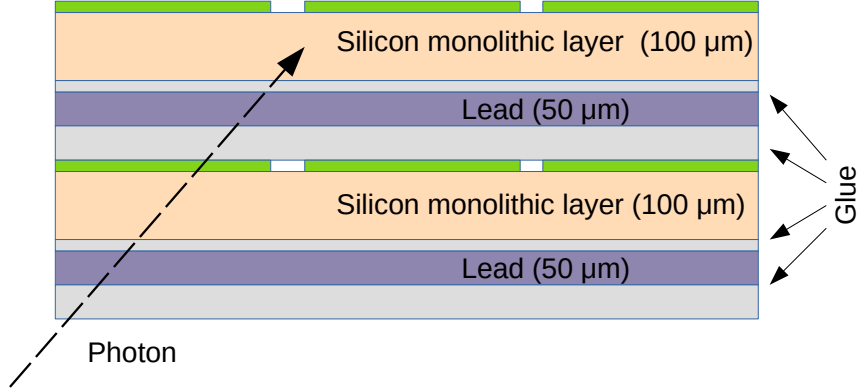 Silicon monolithic layer  (100 μm)
Lead (50 μm)
Silicon monolithic layer (100 μm)
Lead (50 μm)
Glue
Photon